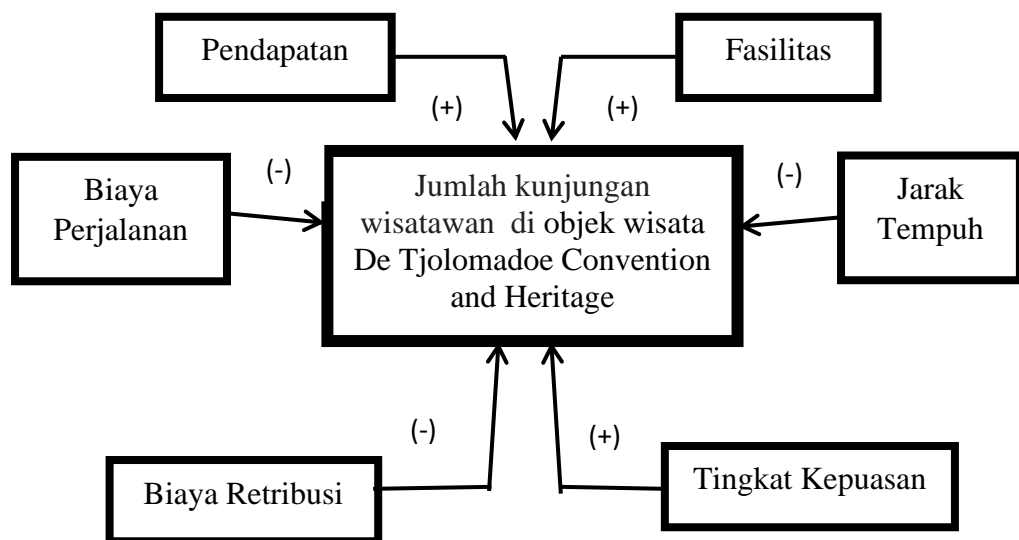 Pendapatan
Fasilitas
(+)
(+)
Biaya
Perjalanan
(-)
Jumlah kunjungan
wisatawan di objek wisata
De Tjolomadoe Convention
and Heritage
(-)
Jarak
Tempuh
(-)
(+)
Biaya Retribusi
Tingkat Kepuasan